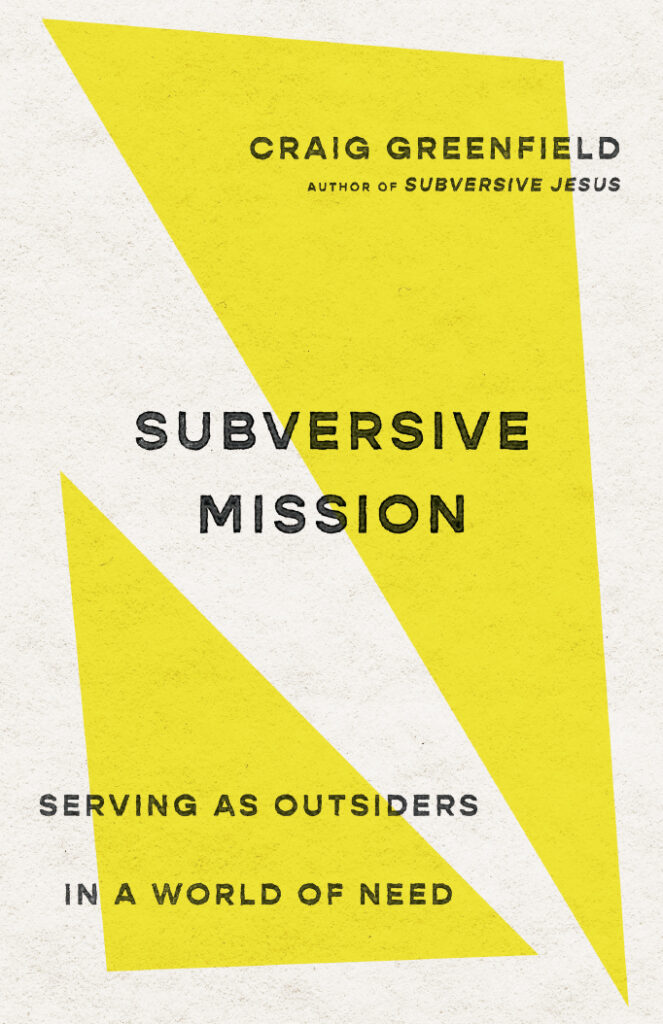 CRAIG GREENFIELD
AUTHOR OF SUBVERSIVE JESUS
SUBVERSIVE
MISSION
SERVING AS OUTSIDERS
IN A WORLD OF NEED